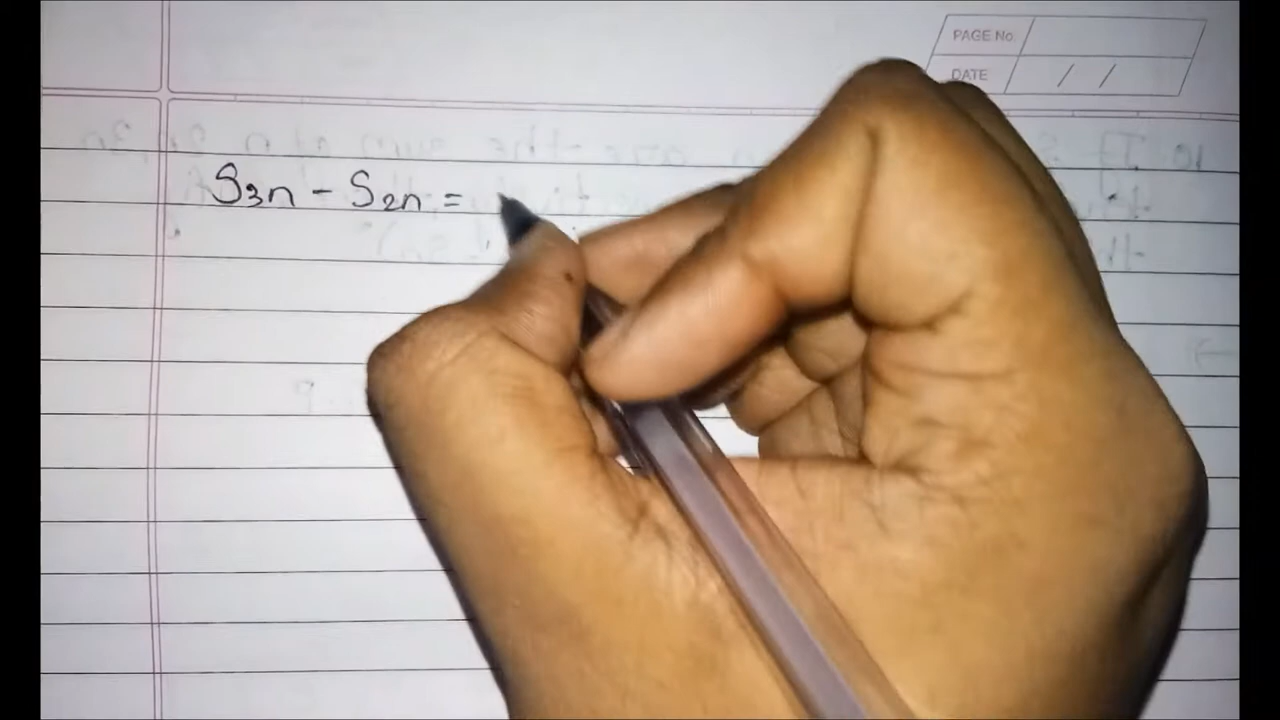 PAGE No.
DATE / /
S₃n - S₂n =